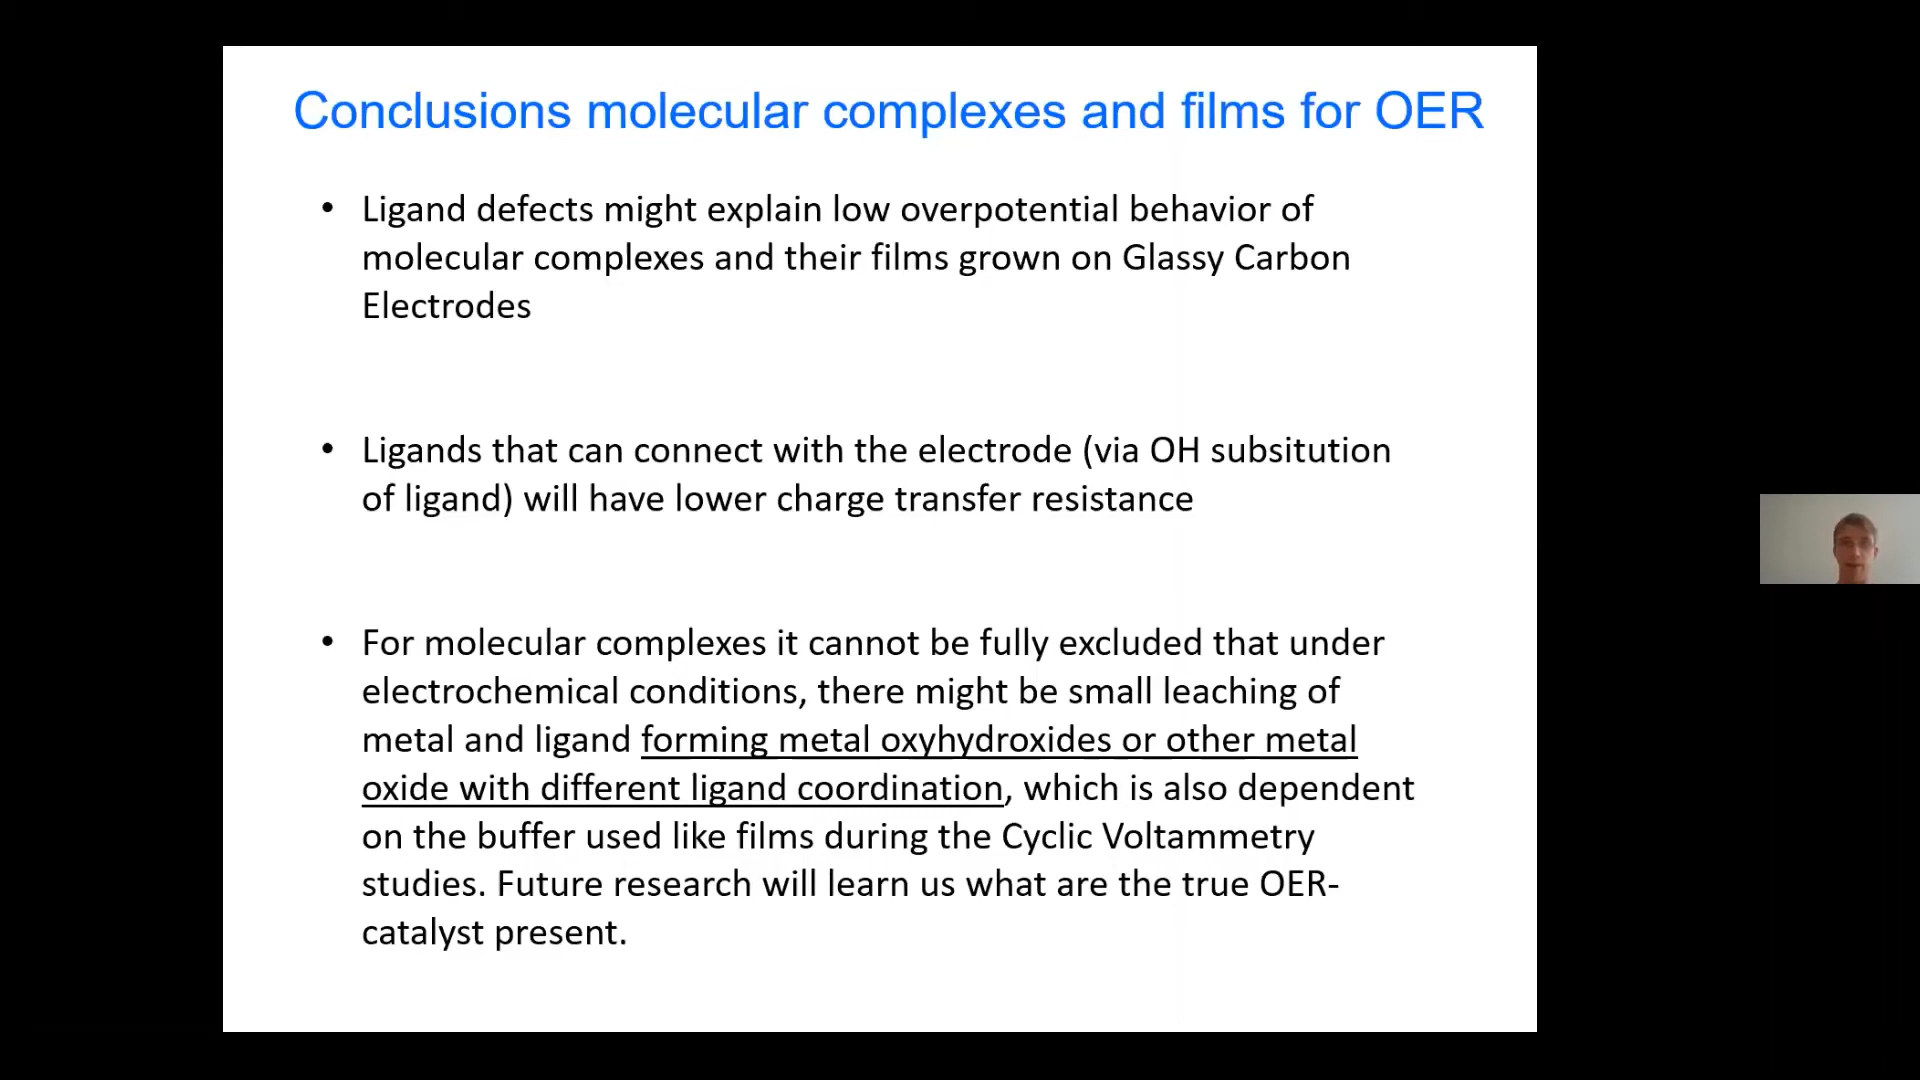 Conclusions molecular complexes and films for OER
• Ligand defects might explain low overpotential behavior of
molecular complexes and their films grown on Glassy Carbon
Electrodes
• Ligands that can connect with the electrode (via OH subsitution
of ligand) will have lower charge transfer resistance
• For molecular complexes it cannot be fully excluded that under
electrochemical conditions, there might be small leaching of
metal and ligand forming metal oxyhydroxides or other metal
oxide with different ligand coordination, which is also dependent
on the buffer used like films during the Cyclic Voltammetry
studies. Future research will learn us what are the true OER-
catalyst present.